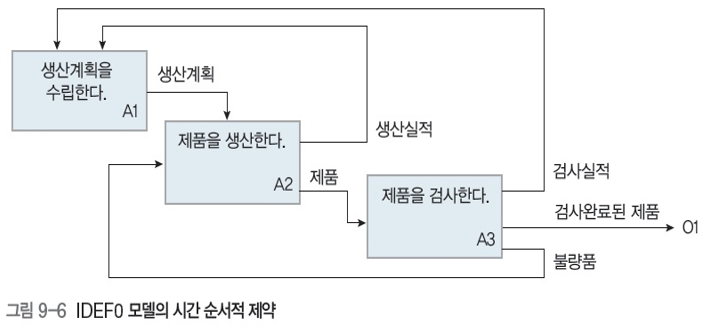 생산계획을
수립한다.
A1
생산계획
제품을 생산한다.
A2
생산실적
제품
제품을 검사한다.
A3
검사실적
검사완료된 제품
O1
불량품
그림 9-6 IDEF0 모델의 시간 순서적 제약